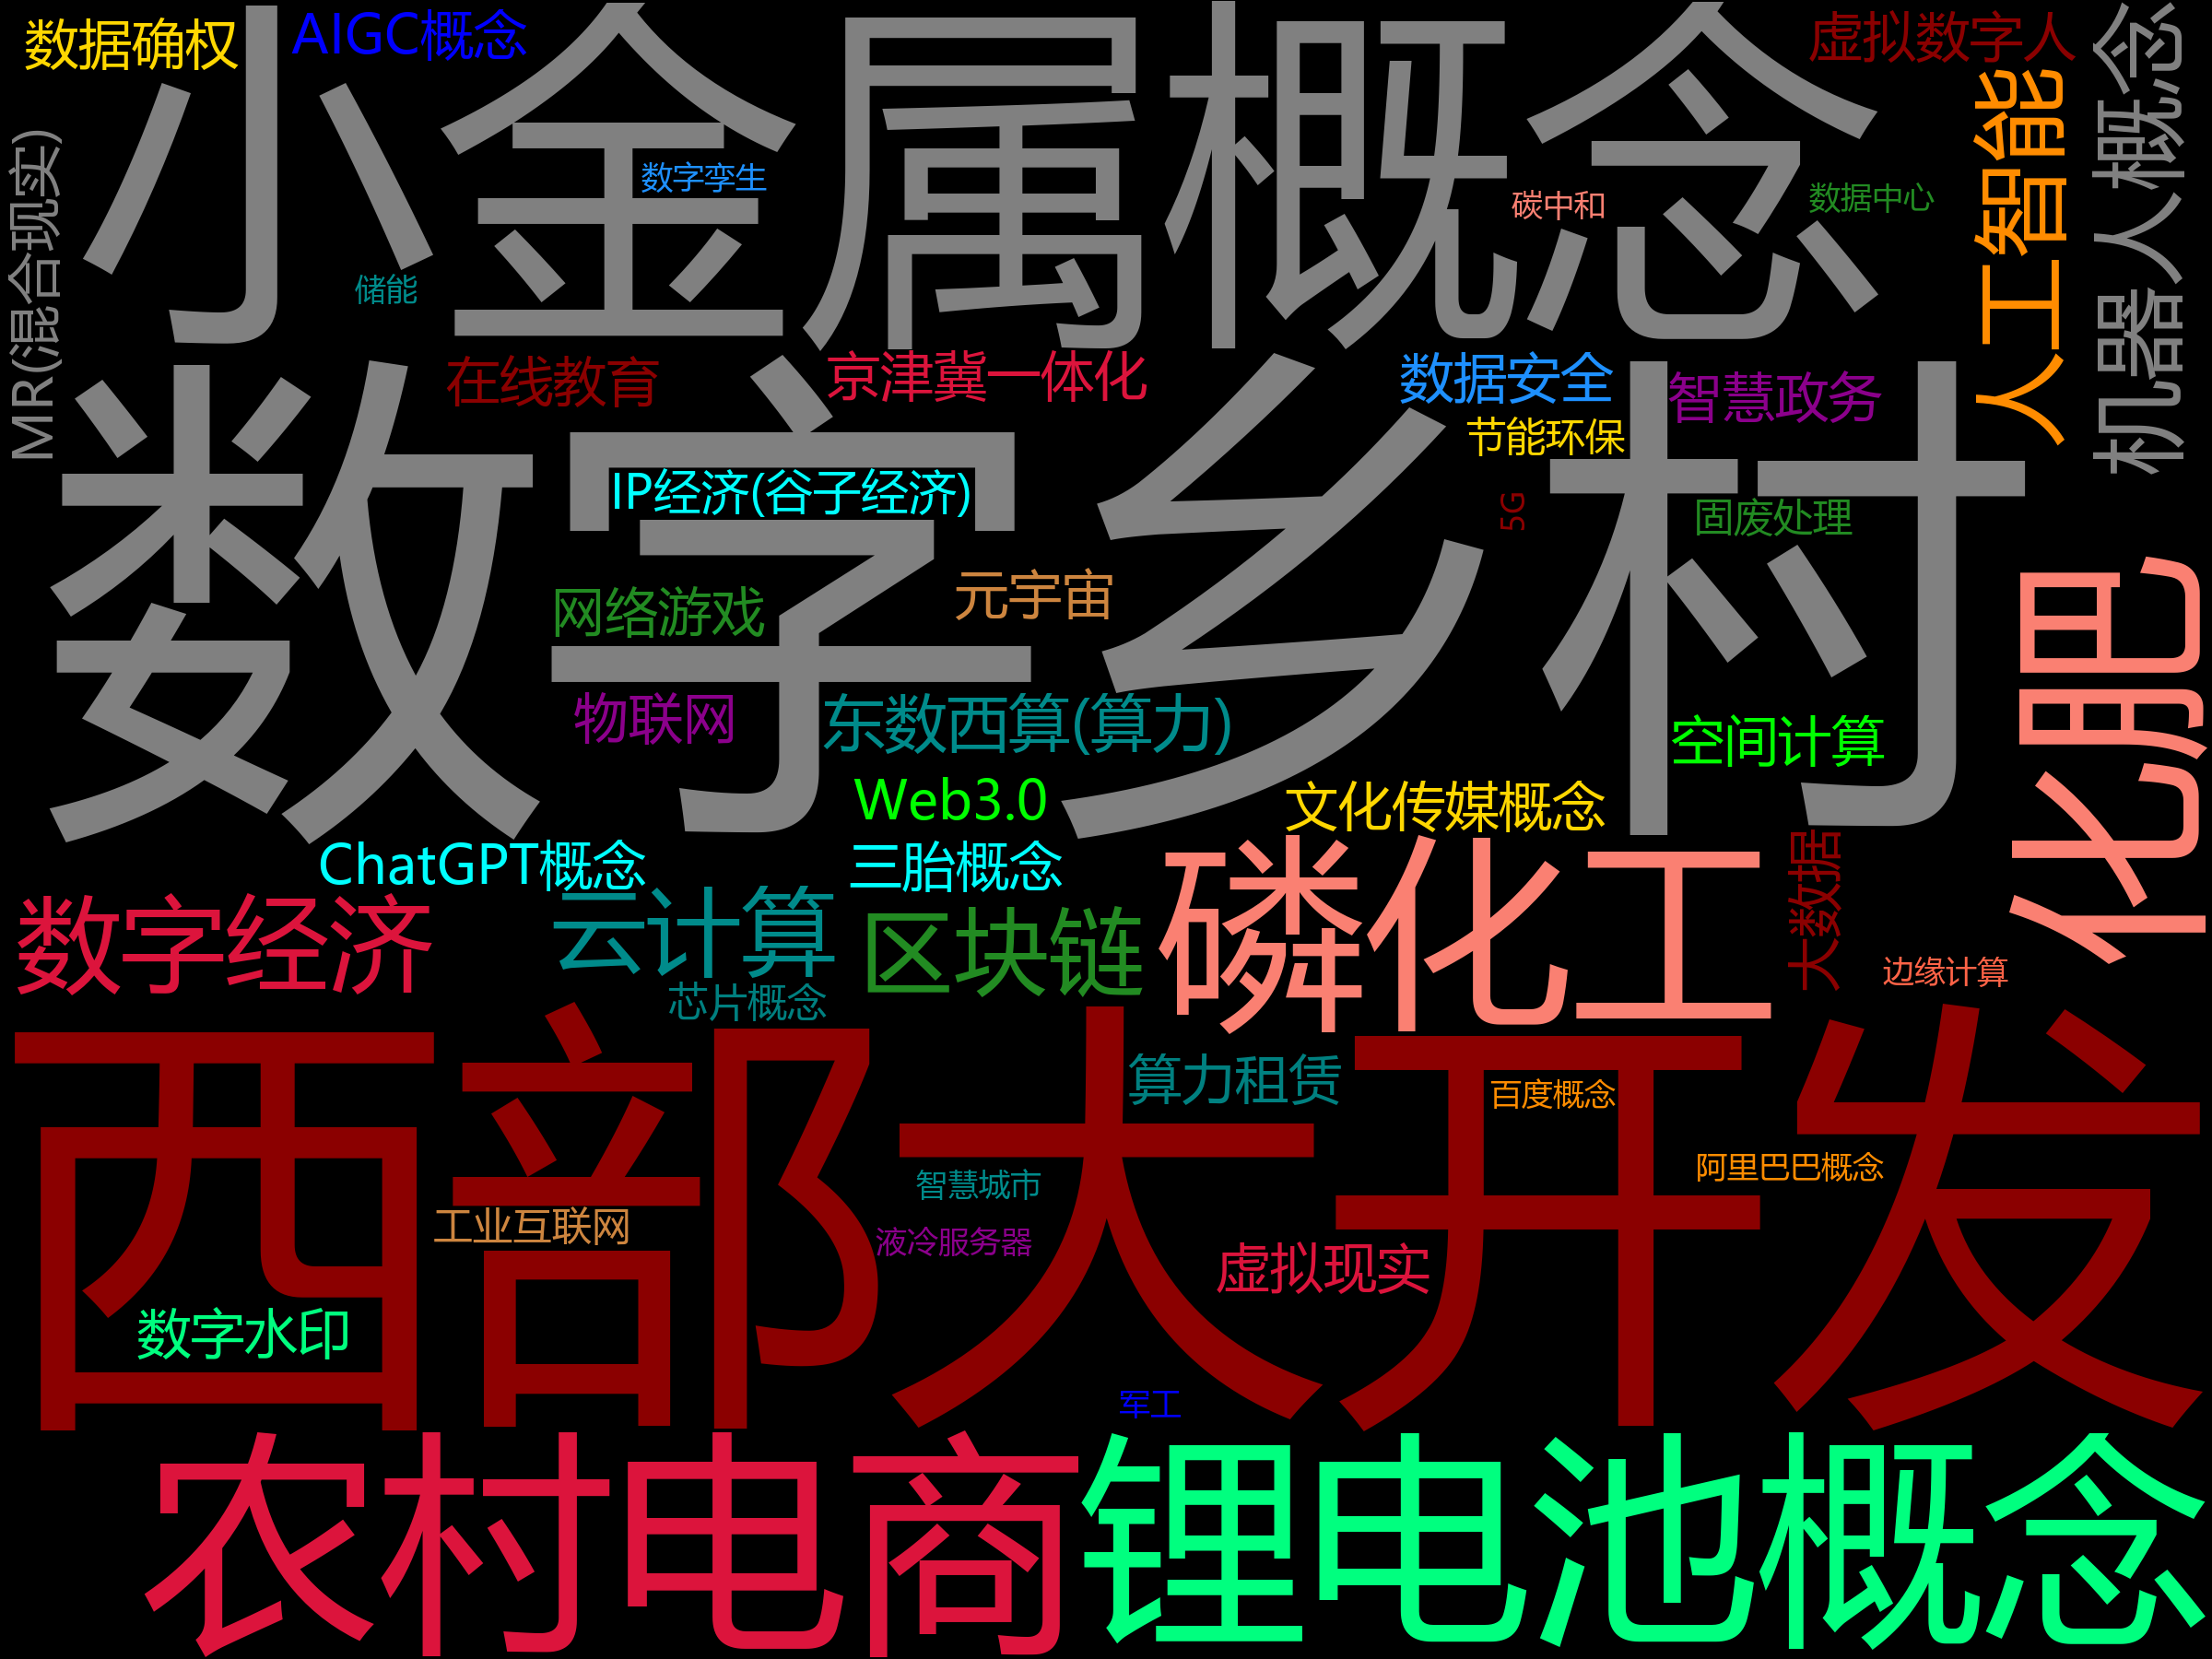 数据确权
AIGC概念
虚拟数字人
小金属概念
人工智能
机器人概念
MR(混合现实)
数字孪生
碳中和
数据中心
储能
在线教育
京津冀一体化
数据安全
智慧政务
节能环保
数字乡村
IP经济(谷子经济)
5G
固废处理
化肥
网络游戏
元宇宙
物联网
东数西算(算力)
空间计算
Web3.0
文化传媒概念
ChatGPT概念
三胎概念
磷化工
大数据
数字经济
云计算
区块链
边缘计算
芯片概念
西部大开发
算力租赁
百度概念
智慧城市
阿里巴巴概念
工业互联网
液冷服务器
虚拟现实
数字水印
军工
农村电商
锂电池概念